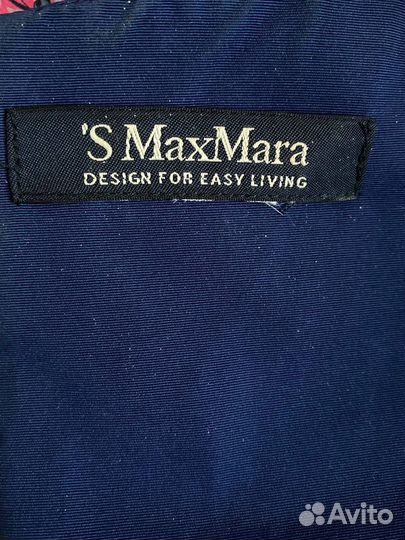 'S MaxMara
DESIGN FOR EASY LIVING
Avito